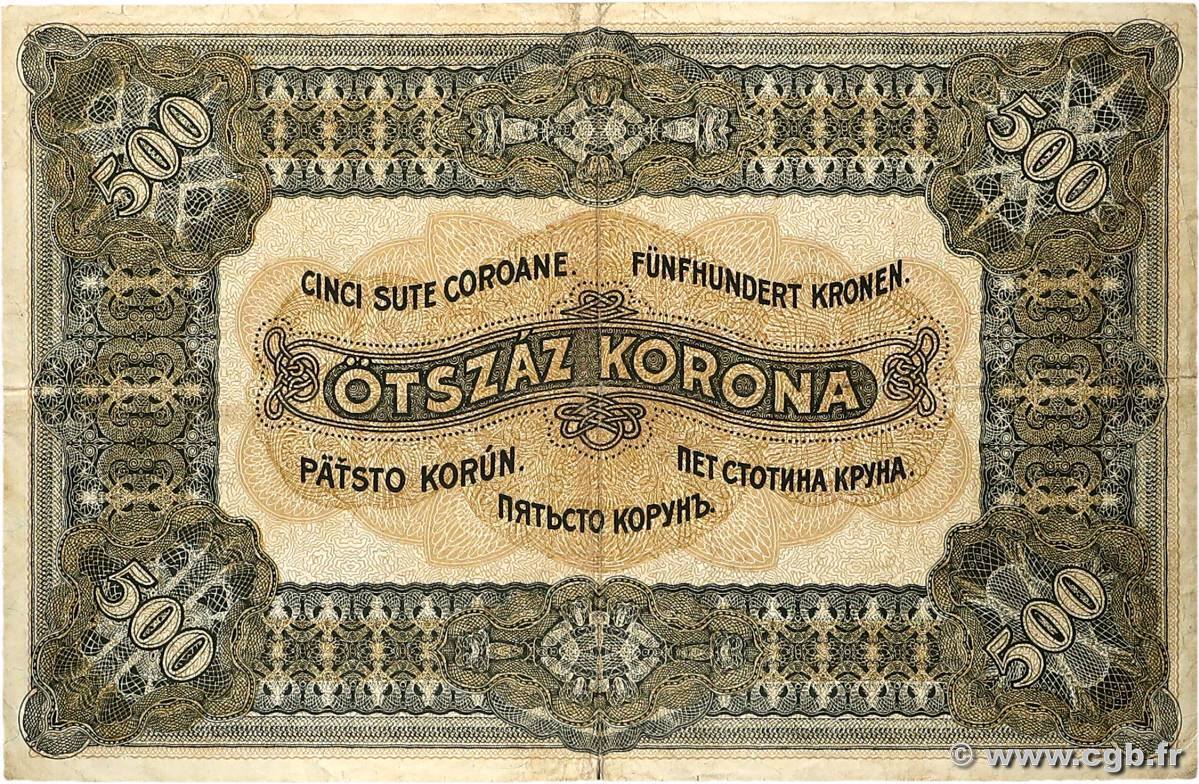 500
500
CINCI SUTE COROANE.
FÜNFHUNDERT KRONEN.
ÖTSZÁZ KORONA
PÄŤSTO KORÚN.
ПЕТ СТОТИНА КРУНА.
ПЯТЬСТО КОРУНЪ.
500
500
© www.cgb.fr